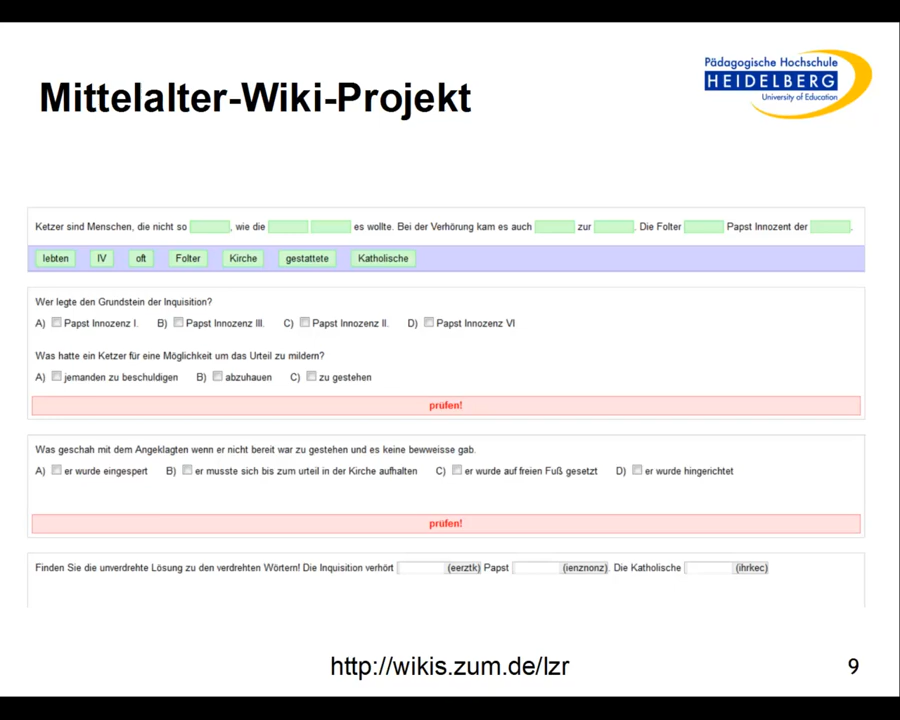 Pädagogische Hochschule
HEIDELBERG
University of Education
Mittelalter-Wiki-Projekt
Ketzer sind Menschen, die nicht so , wie die es wollte. Bei der Verhörung kam es auch zur . Die Folter Papst Innozent der .
lebten IV oft Folter Kirche gestattete Katholische
Wer legte den Grundstein der Inquisition?
A) Papst Innozenz I. B) Papst Innozenz III. C) Papst Innozenz II. D) Papst Innozenz VI
Was hatte ein Ketzer für eine Möglichkeit um das Urteil zu mildern?
A) jemanden zu beschuldigen B) abzuhauen C) zu gestehen
prüfen!
Was geschah mit dem Angeklagten wenn er nicht bereit war zu gestehen und es keine bewweisse gab.
A) er wurde eingespert B) er musste sich bis zum urteil in der Kirche aufhalten C) er wurde auf freien Fuß gesetzt D) er wurde hingerichtet
prüfen!
Finden Sie die unverdrehte Lösung zu den verdrehten Wörtern! Die Inquisition verhört (eerztk) Papst (ienznonz). Die Katholische (ihrkec)
http://wikis.zum.de/lzr
9